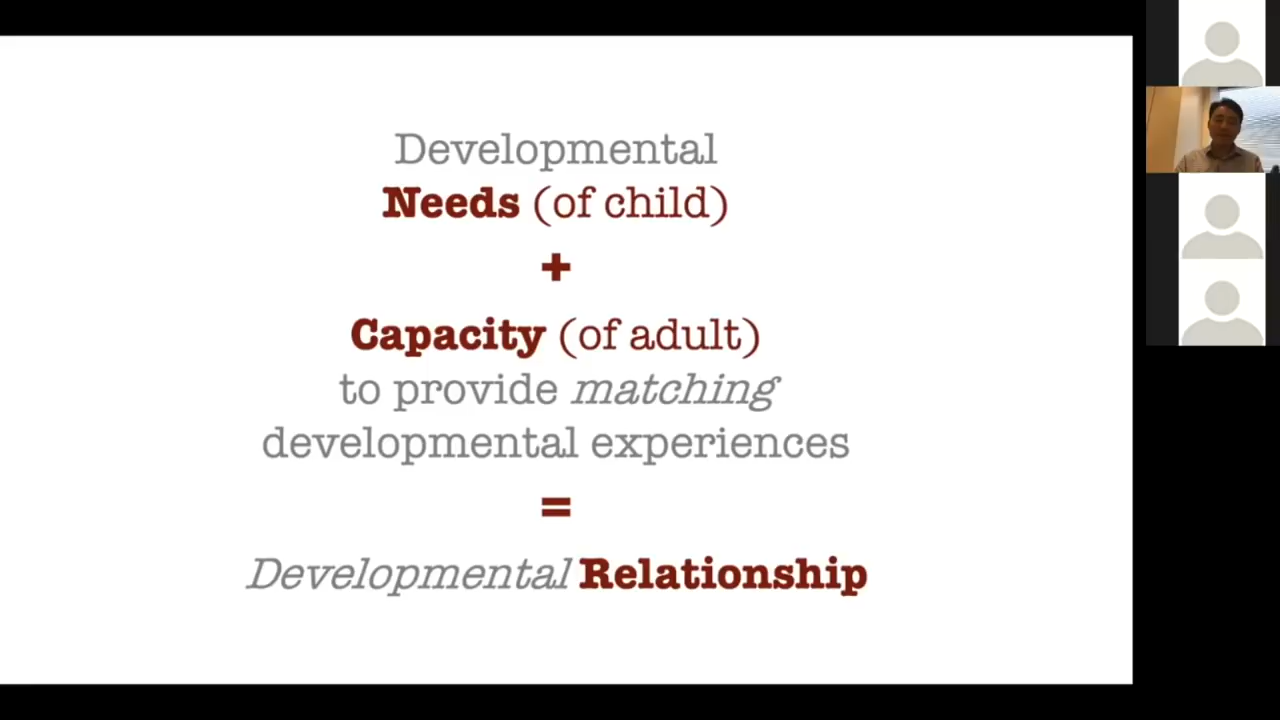 Developmental
Needs (of child)
+
Capacity (of adult)
to provide matching
developmental experiences
=
Developmental Relationship